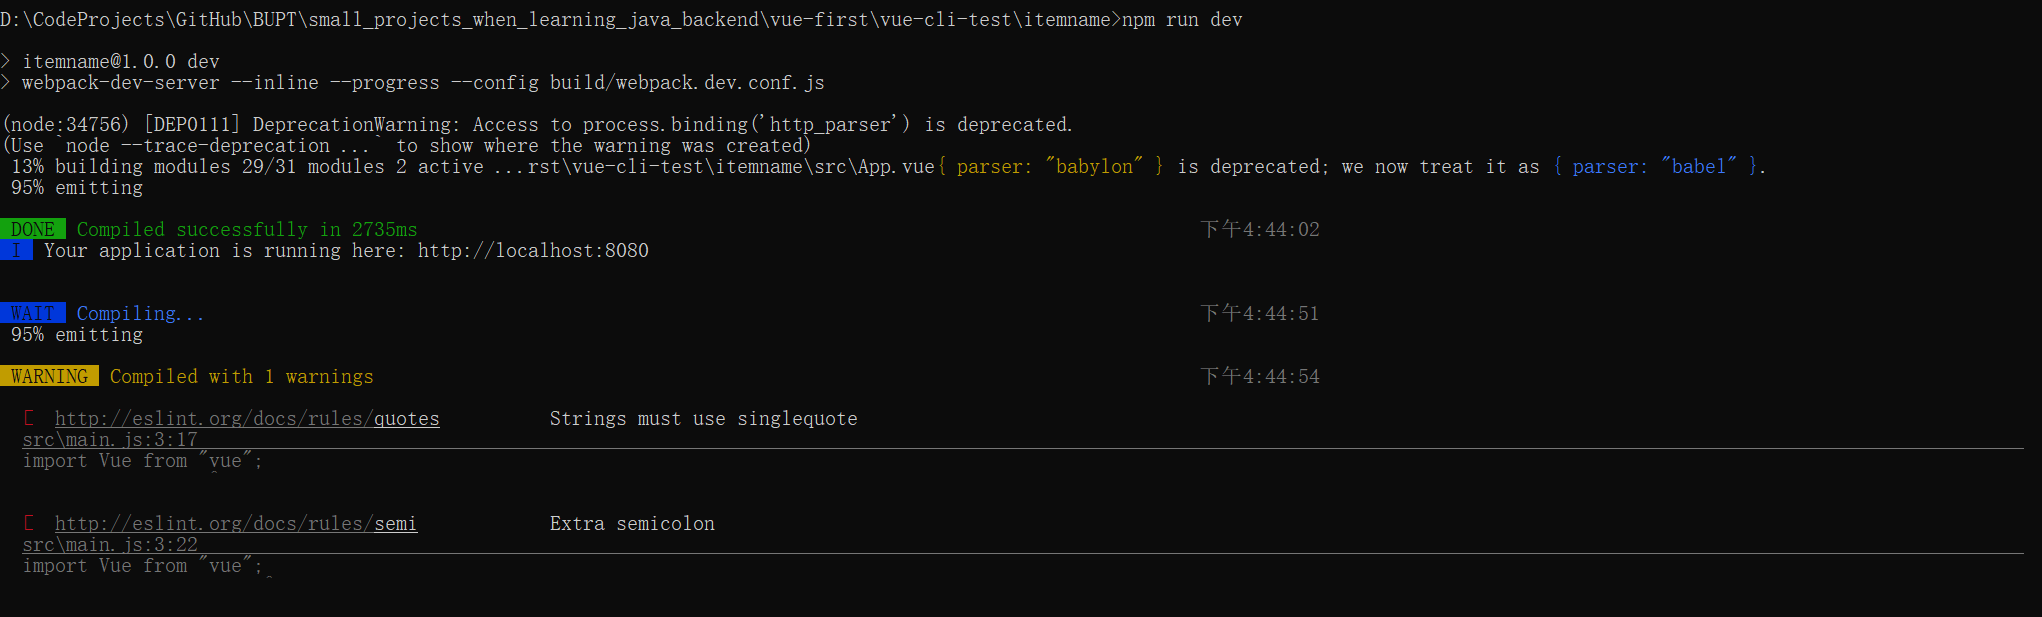 D:\CodeProjects\GitHub\BUPT\small_projects_when_learning_java_backend\vue-first\vue-cli-test\itemname>npm run dev
> itemname@1.0.0 dev
> webpack-dev-server --inline --progress --config build/webpack.dev.conf.js
(node:34756) [DEP0111] DeprecationWarning: Access to process.binding('http_parser') is deprecated.
(Use `node --trace-deprecation ...` to show where the warning was created)
13% building modules 29/31 modules 2 active ...rst\vue-cli-test\itemname\src\App.vue{ parser: "babylon" } is deprecated; we now treat it as { parser: "babel" }.
95% emitting
DONE Compiled successfully in 2735ms 下午4:44:02
I Your application is running here: http://localhost:8080
WAIT Compiling... 下午4:44:51
95% emitting
WARNING Compiled with 1 warnings 下午4:44:54
http://eslint.org/docs/rules/quotes Strings must use singlequote
src\main.js:3:17
import Vue from "vue";
^
http://eslint.org/docs/rules/semi Extra semicolon
src\main.js:3:22
import Vue from "vue";
^